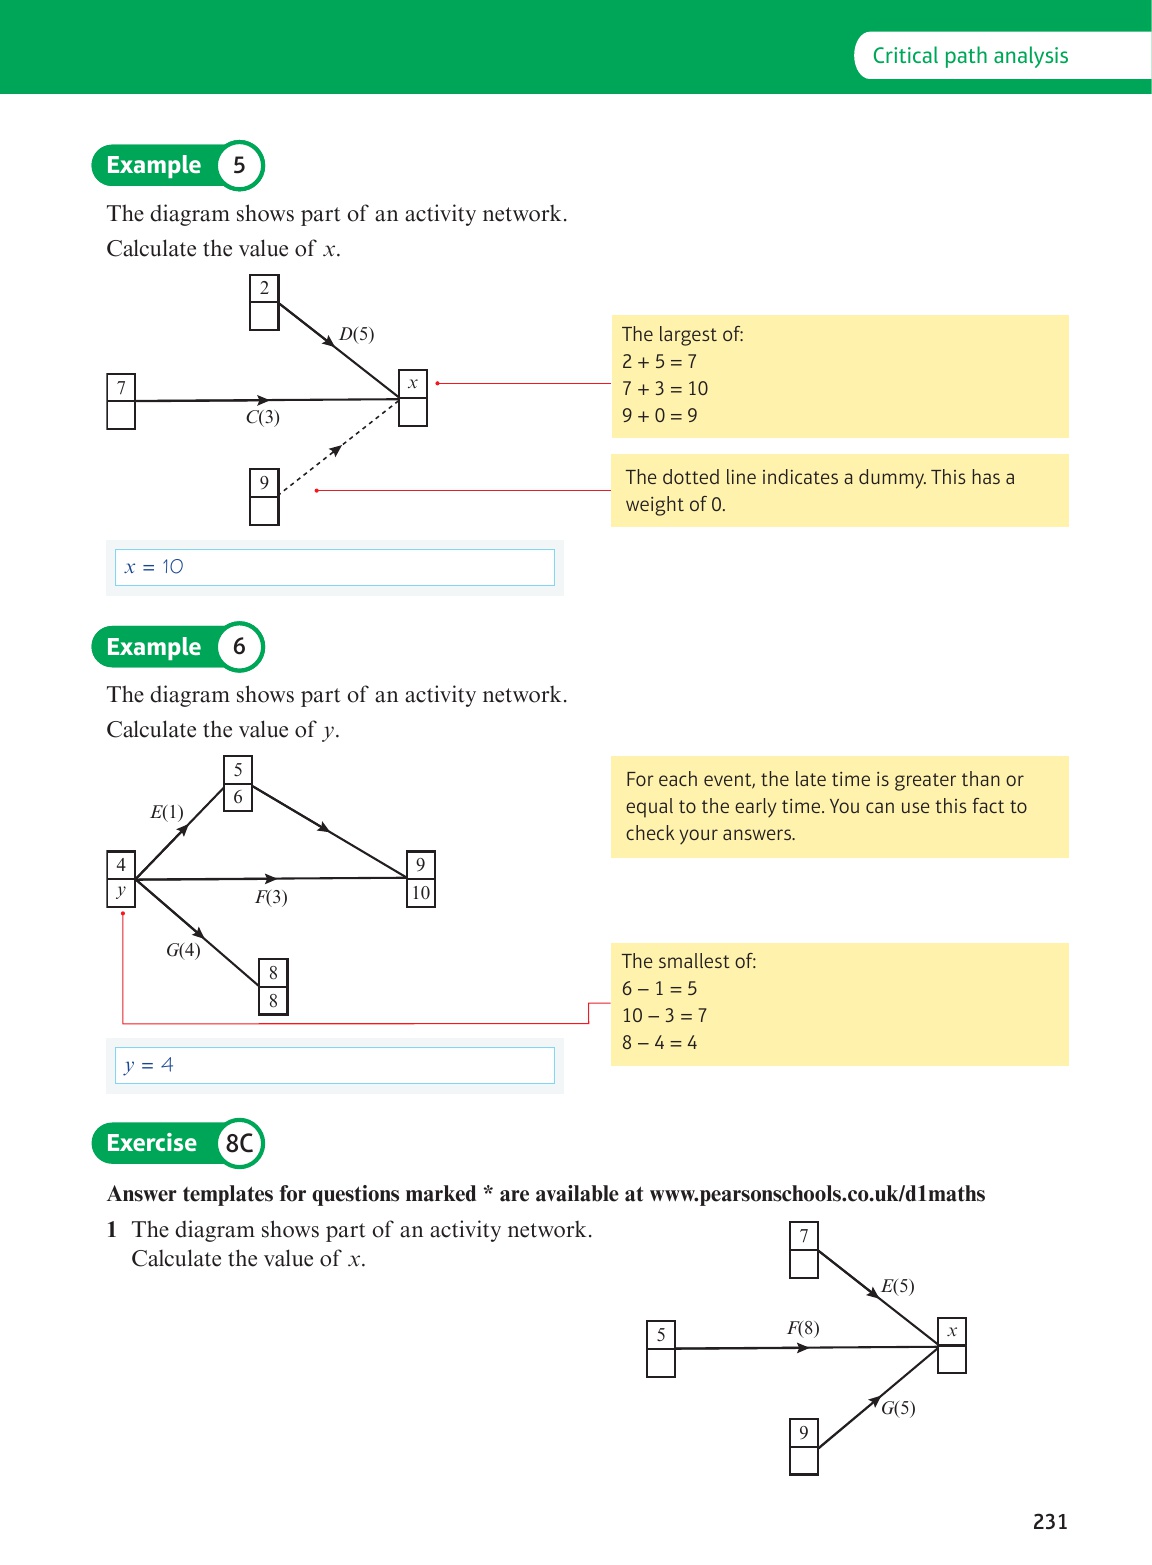 Critical path analysis
Example 5
The diagram shows part of an activity network.
Calculate the value of x.
2
D(5)
7
x
C(3)
9
The largest of:
2 + 5 = 7
7 + 3 = 10
9 + 0 = 9
The dotted line indicates a dummy. This has a
weight of 0.
x = 10
Example 6
The diagram shows part of an activity network.
Calculate the value of y.
5
6
E(1)
4
y
9
10
F(3)
G(4)
8
8
For each event, the late time is greater than or
equal to the early time. You can use this fact to
check your answers.
The smallest of:
6 – 1 = 5
10 – 3 = 7
8 – 4 = 4
y = 4
Exercise 8C
Answer templates for questions marked * are available at www.pearsonschools.co.uk/d1maths
1 The diagram shows part of an activity network.
Calculate the value of x.
7
E(5)
5
F(8)
x
G(5)
9
231